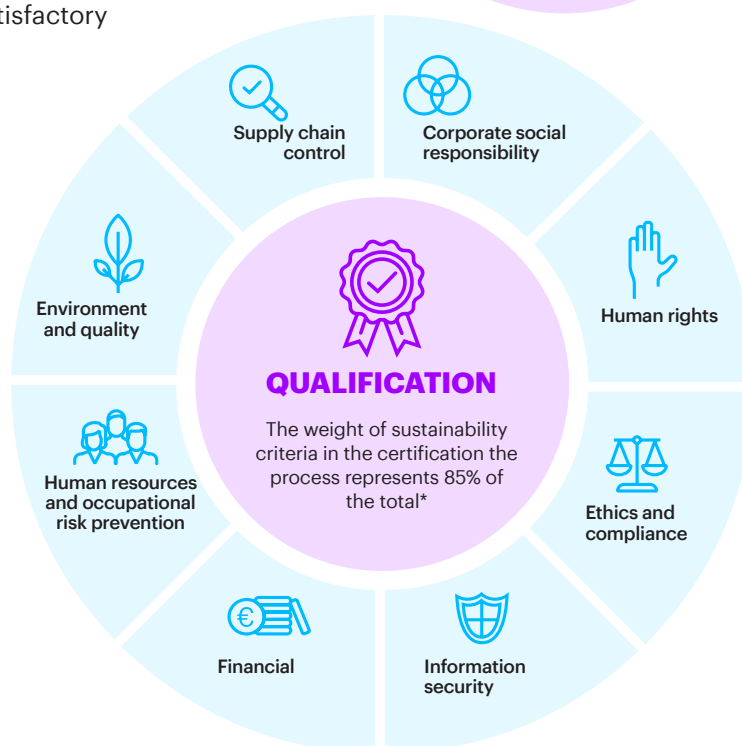 Supply chain
control
Corporate social
responsibility
Environment
and quality
Human rights
QUALIFICATION
The weight of sustainability
criteria in the certification the
process represents 85% of
the total*
Human resources
and occupational
risk prevention
Ethics and
compliance
€
Financial
Information
security